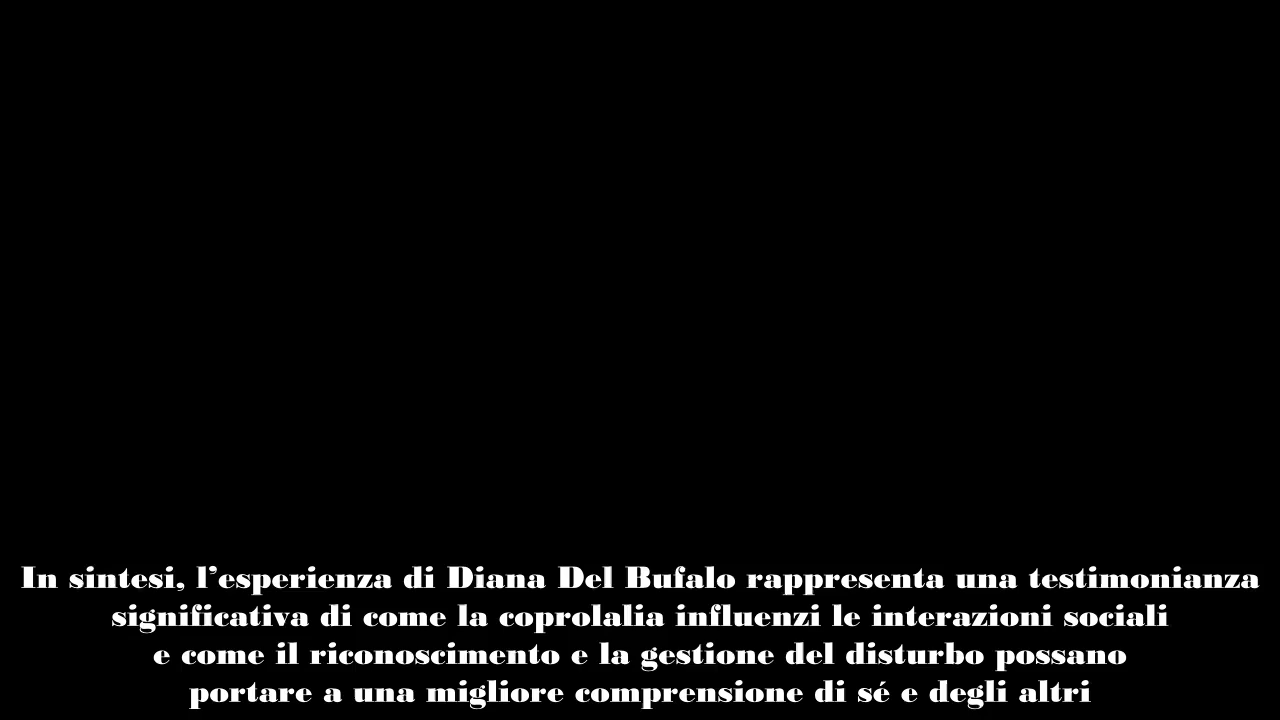 In sintesi, l’esperienza di Diana Del Bufalo rappresenta una testimonianza
significativa di come la coprolalia influenzi le interazioni sociali
e come il riconoscimento e la gestione del disturbo possano
portare a una migliore comprensione di sé e degli altri